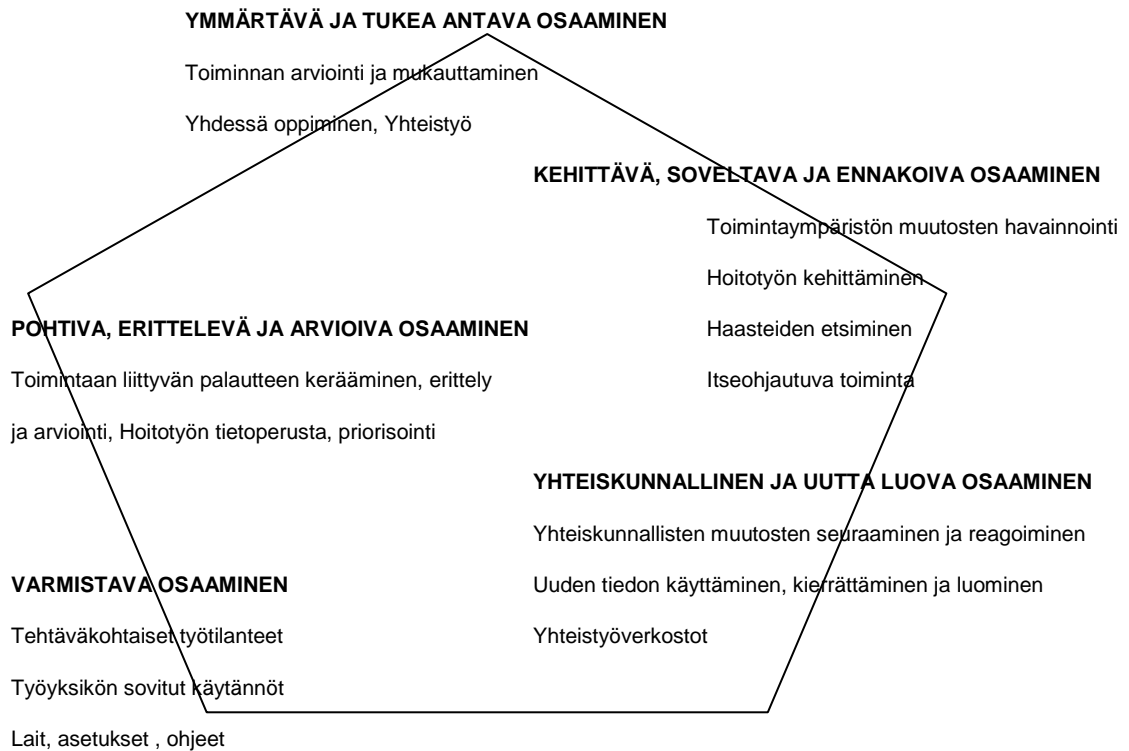 YMMÄRTÄVÄ JA TUKEA ANTAVA OSAAMINEN
Toiminnan arviointi ja mukauttaminen
Yhdessä oppiminen, Yhteistyö
KEHITTÄVÄ, SOVELTAVA JA ENNAKOIVA OSAAMINEN
Toimintaympäristön muutosten havainnointi
Hoitotyön kehittäminen
Haasteiden etsiminen
Itseohjautuva toiminta
POHTIVA, ERITTELEVÄ JA ARVIOIVA OSAAMINEN
Toimintaan liittyvän palautteen kerääminen, erittely
ja arviointi, Hoitotyön tietoperusta, priorisointi
YHTEISKUNNALLINEN JA UUTTA LUOVA OSAAMINEN
Yhteiskunnallisten muutosten seuraaminen ja reagoiminen
Uuden tiedon käyttäminen, kierrättäminen ja luominen
Yhteistyöverkostot
VARMISTAVA OSAAMINEN
Tehtäväkohtaiset työtilanteet
Työyksikön sovitut käytännöt
Lait, asetukset , ohjeet